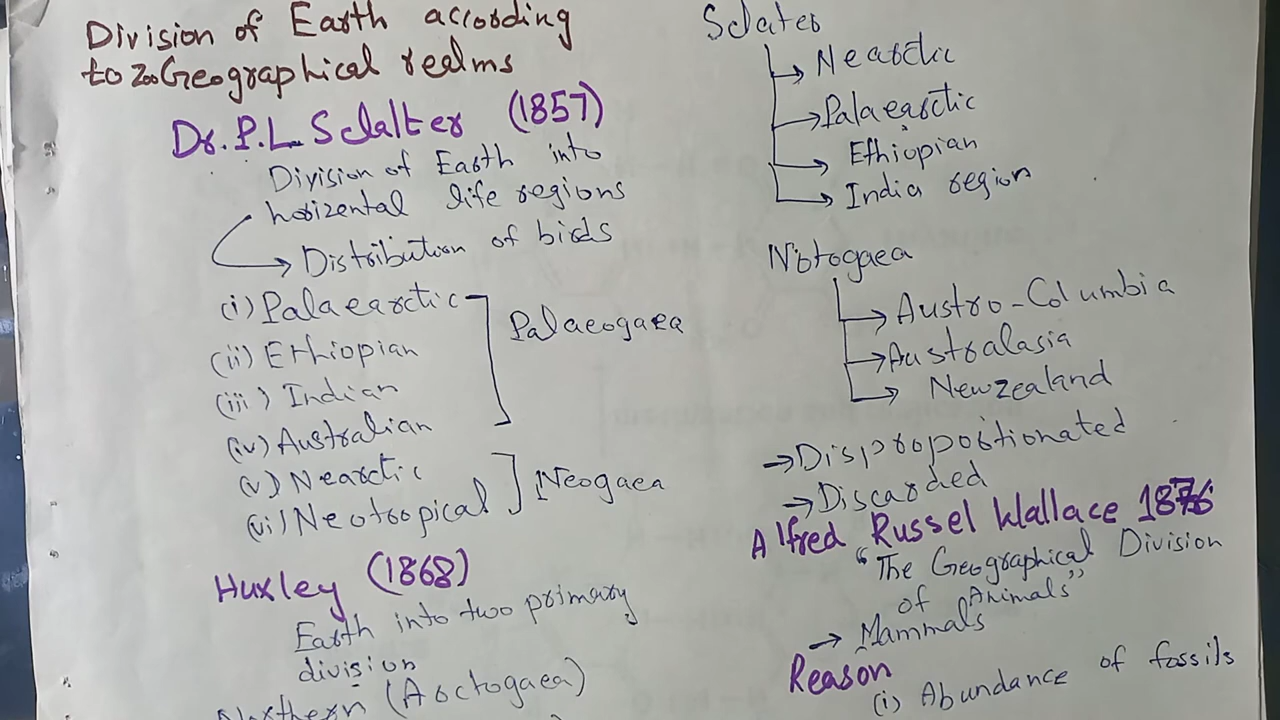 Division of Earth according
to ZooGeographical realms
Dr. P.L. Sclalter (1857)
Division of Earth into
horizental life regions
Distribution of birds
(i) Palaearctic
(ii) Ethiopian
(iii) Indian
(iv) Australian
Palaeogaea
(v) Nearctic
(vi) Neotropical
Neogaea
Huxley (1868)
Earth into two primary
division
Northern (Arctogaea)
Sclater
Nearctic
Palaearctic
Ethiopian
India region
Notogaea
Austro-Columbia
Australasia
Newzealand
→ Disproportionated
→ Discarded
Alfred Russel Wallace 1876
"The Geographical Division
of Animals"
→ Mammals
Reason
(i) Abundance of fossils